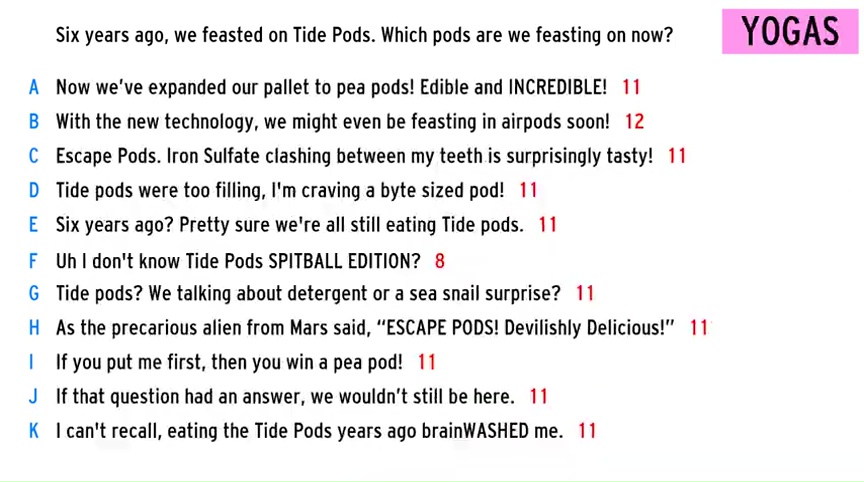 Six years ago, we feasted on Tide Pods. Which pods are we feasting on now?
YOGAS
A Now we've expanded our pallet to pea pods! Edible and INCREDIBLE! 11
B With the new technology, we might even be feasting in airpods soon! 12
C Escape Pods. Iron Sulfate clashing between my teeth is surprisingly tasty! 11
D Tide pods were too filling, I'm craving a byte sized pod! 11
E Six years ago? Pretty sure we're all still eating Tide pods. 11
F Uh I don't know Tide Pods SPITBALL EDITION? 8
G Tide pods? We talking about detergent or a sea snail surprise? 11
H As the precarious alien from Mars said, “ESCAPE PODS! Devilishly Delicious!” 11
I If you put me first, then you win a pea pod! 11
J If that question had an answer, we wouldn't still be here. 11
K I can't recall, eating the Tide Pods years ago brainWASHED me. 11